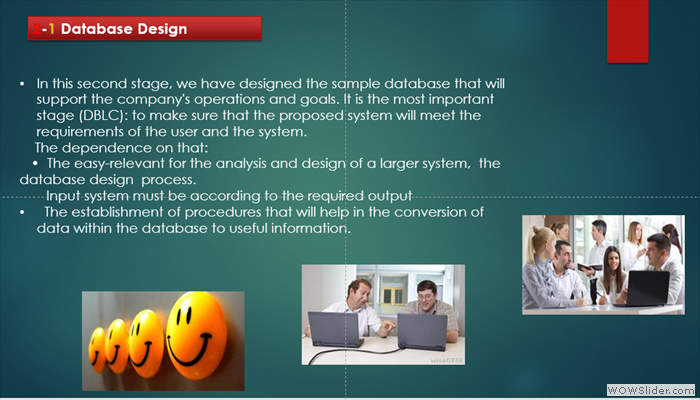 2-1 Database Design
• In this second stage, we have designed the sample database that will
support the company's operations and goals. It is the most important
stage (DBLC): to make sure that the proposed system will meet the
requirements of the user and the system.
The dependence on that:
• The easy-relevant for the analysis and design of a larger system, the
database design process.
Input system must be according to the required output
• The establishment of procedures that will help in the conversion of
data within the database to useful information.
wiseGEEK
WOWSlider.com